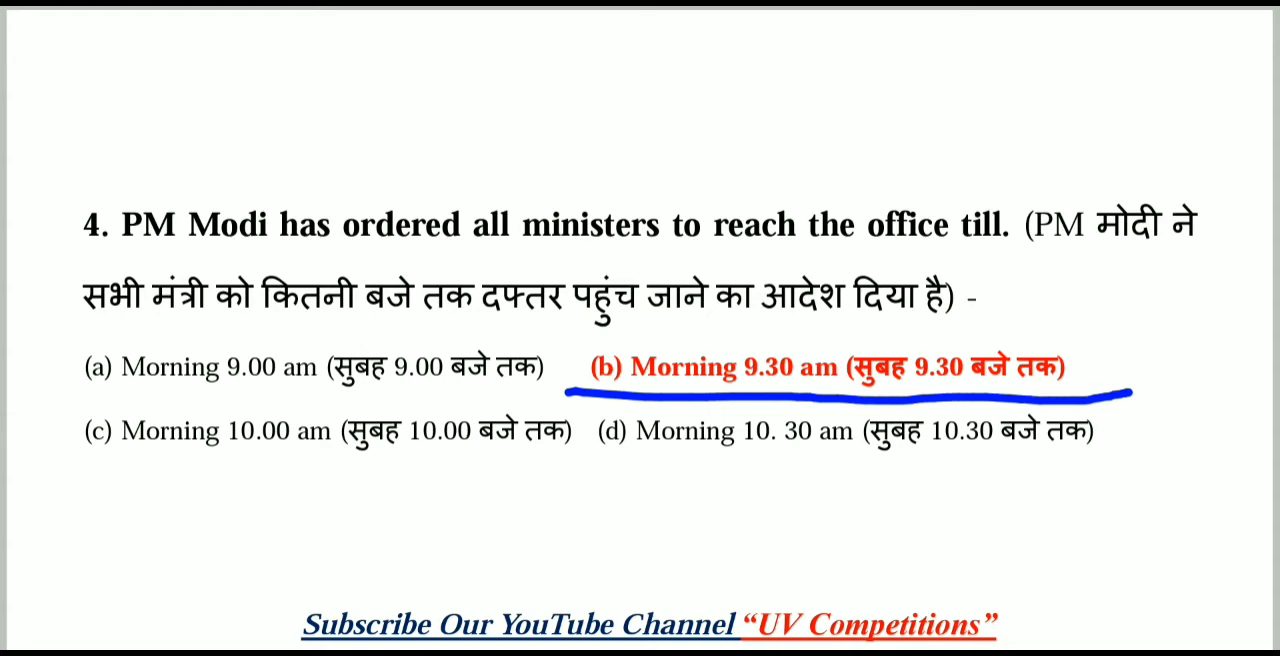 4. PM Modi has ordered all ministers to reach the office till. (PM मोदी ने
सभी मंत्री को कितनी बजे तक दफ्तर पहुंच जाने का आदेश दिया है) -
(a) Morning 9.00 am (सुबह 9.00 बजे तक) (b) Morning 9.30 am (सुबह 9.30 बजे तक)
(c) Morning 10.00 am (सुबह 10.00 बजे तक) (d) Morning 10. 30 am (सुबह 10.30 बजे तक)
Subscribe Our YouTube Channel “UV Competitions”